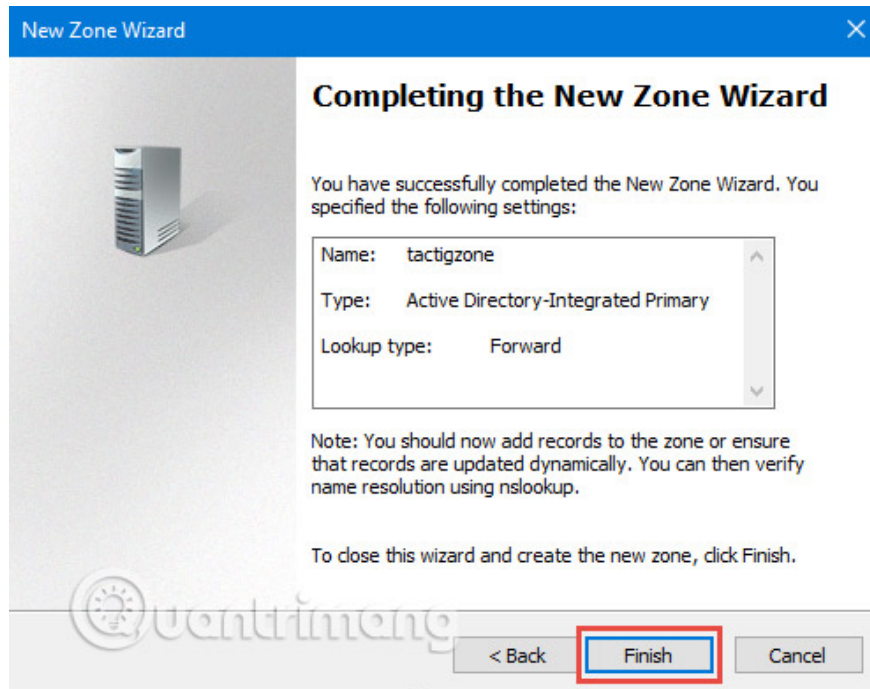 New Zone Wizard
Completing the New Zone Wizard
You have successfully completed the New Zone Wizard. You
specified the following settings:
Name: tactigzone
Type: Active Directory-Integrated Primary
Lookup type: Forward
Note: You should now add records to the zone or ensure
that records are updated dynamically. You can then verify
name resolution using nslookup.
To close this wizard and create the new zone, click Finish.
Quantrimang
< Back Finish Cancel